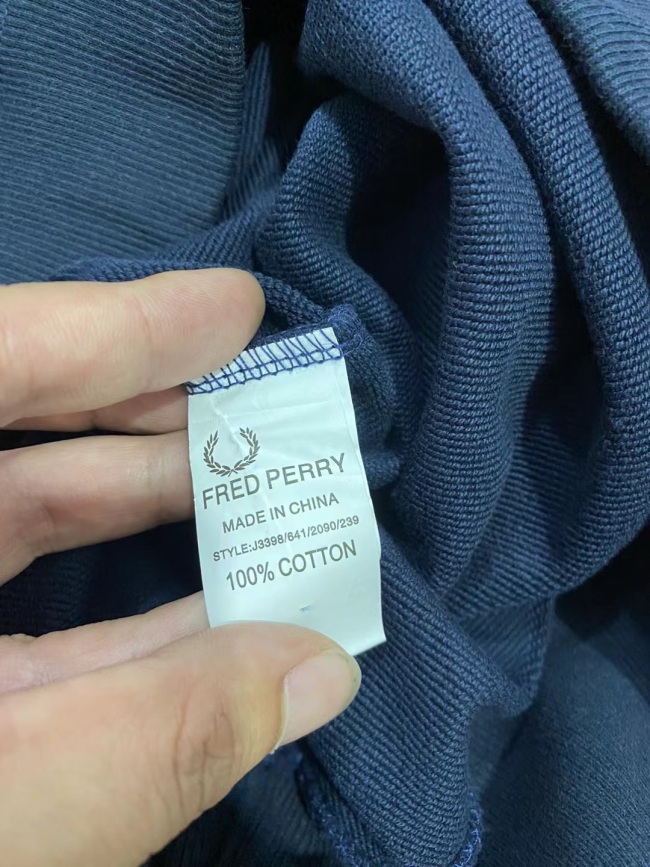 FRED PERRY
MADE IN CHINA
STYLE:J3398/641/2090/239
100% COTTON